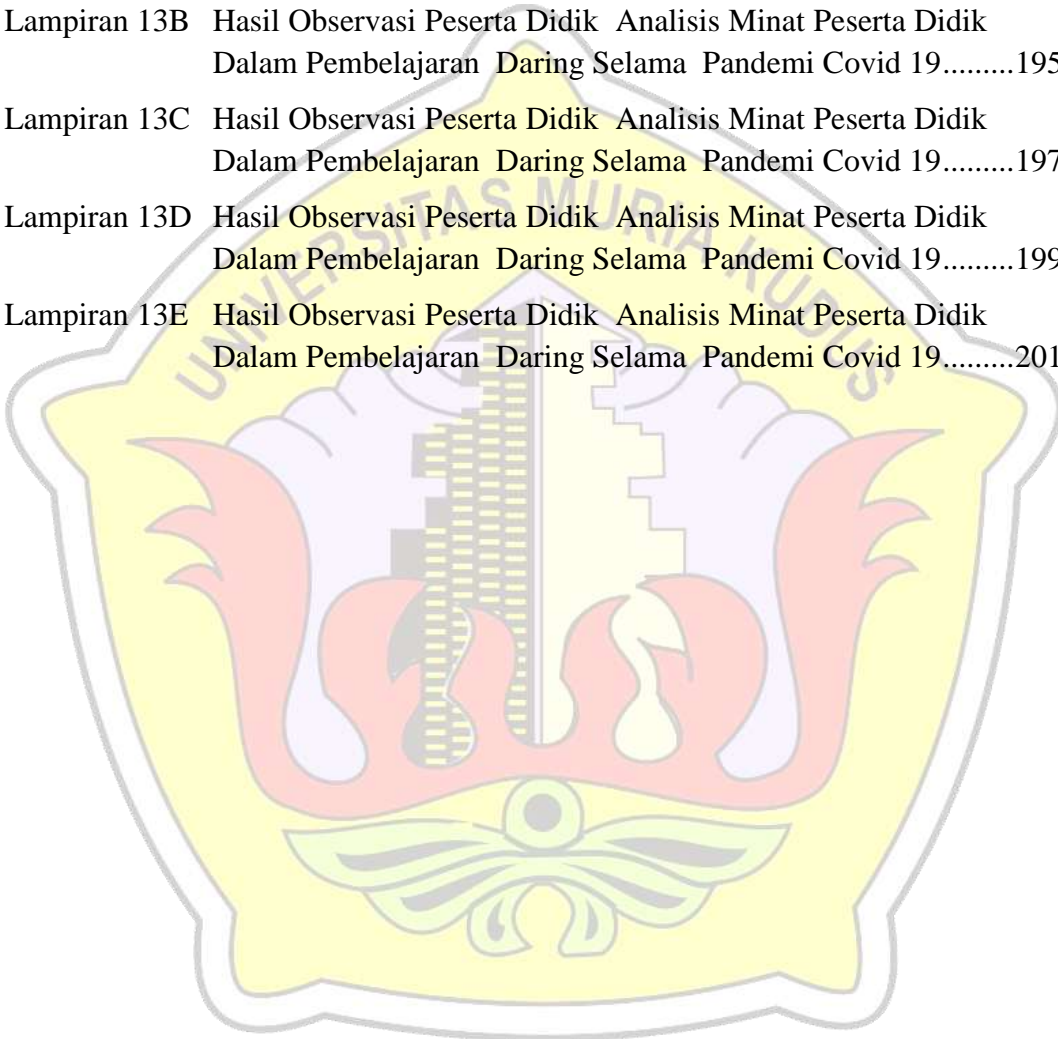 Lampiran 13B Hasil Observasi Peserta Didik Analisis Minat Peserta Didik
Dalam Pembelajaran Daring Selama Pandemi Covid 19.........195
Lampiran 13C Hasil Observasi Peserta Didik Analisis Minat Peserta Didik
Dalam Pembelajaran Daring Selama Pandemi Covid 19.........197
Lampiran 13D Hasil Observasi Peserta Didik Analisis Minat Peserta Didik
Dalam Pembelajaran Daring Selama Pandemi Covid 19.........199
Lampiran 13E Hasil Observasi Peserta Didik Analisis Minat Peserta Didik
Dalam Pembelajaran Daring Selama Pandemi Covid 19.........201
UNIVERSITAS MURIA KUDUS